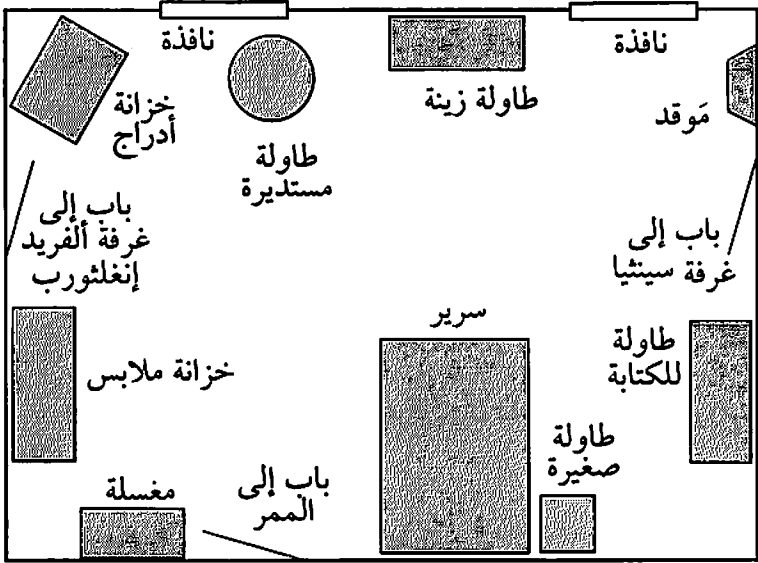 نافذة
نافذة
خزانة
أدراج
طاولة
مستديرة
طاولة زينة
مَوقد
باب إلى
غرفة ألفريد
إنغلثورب
باب إلى
غرفة سينثيا
سرير
طاولة
للكتابة
خزانة ملابس
طاولة
صغيرة
مغسلة
باب إلى
الممر